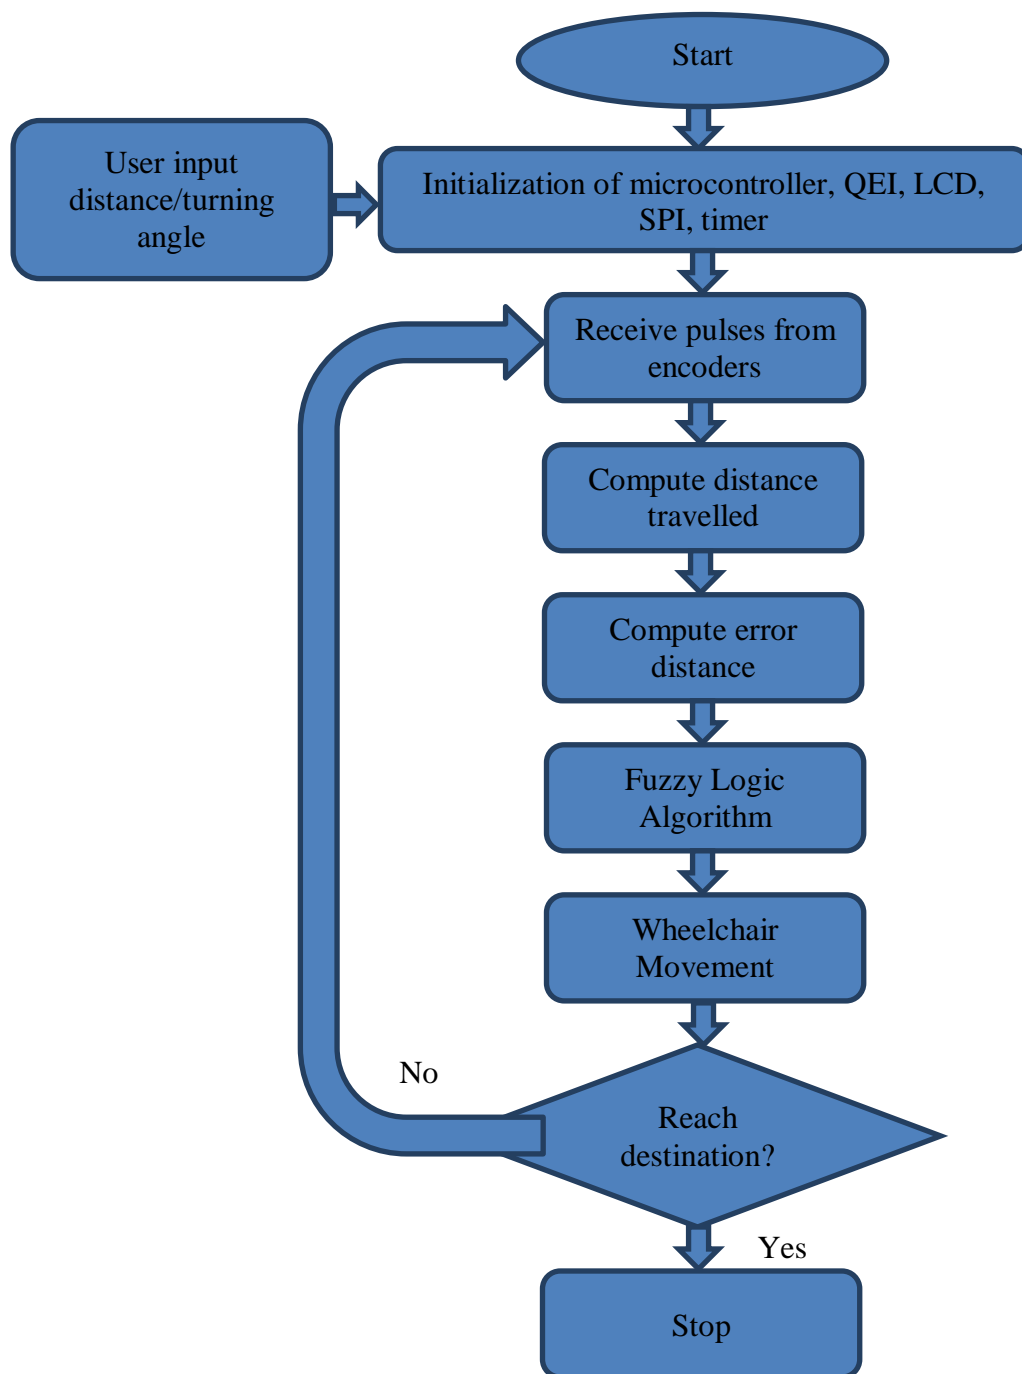 Start
User input
distance/turning
angle
Initialization of microcontroller, QEI, LCD,
SPI, timer
Receive pulses from
encoders
Compute distance
travelled
Compute error
distance
Fuzzy Logic
Algorithm
Wheelchair
Movement
No
Reach
destination?
Yes
Stop